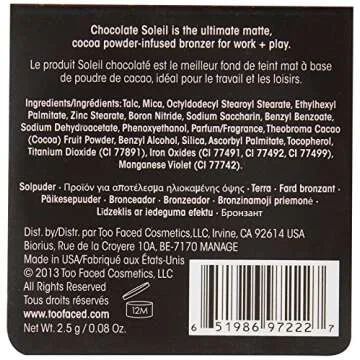 Chocolate Soleil is the ultimate matte,
cocoa powder-infused bronzer for work + play.
Le produit Soleil chocolaté est le meilleur fond de teint mat à base
de poudre de cacao, idéal pour le travail et les loisirs.
Ingredients/Ingrédients: Talc, Mica, Octyldodecyl Stearoyl Stearate, Ethylhexyl
Palmitate, Zinc Stearate, Boron Nitride, Sodium Saccharin, Benzyl Benzoate,
Sodium Dehydroacetate, Phenoxyethanol, Parfum/Fragrance, Theobroma Cacao
(Cocoa) Fruit Powder, Benzyl Alcohol, Silica, Ascorbyl Palmitate, Tocopherol,
Titanium Dioxide (CI 77891), Iron Oxides (CI 77491, CI 77492, CI 77499),
Manganese Violet (CI 77742).
Solpuder - Προϊόν για αποτέλεσμα ηλιοκαμένης όψης - Terra - Fard bronzant -
Päikesepuuder - Bronceador - Bronzeador - Bronzinamoji priemonė -
Lidzeklis ar iedeguma efektu - Бронзант
Dist. by/Dist. par Too Faced Cosmetics, LLC, Irvine, CA 92614 USA
Biorius, Rue de la Croyere 10A, BE-7170 MANAGE
Made in USA/Fabriqué aux États-Unis
© 2013 Too Faced Cosmetics, LLC
All Rights Reserved
Tous Droits Réservés
www.toofaced.com
Net Wt. 2.5 g / 0.08 Oz.
12M
6 51986 97222 7